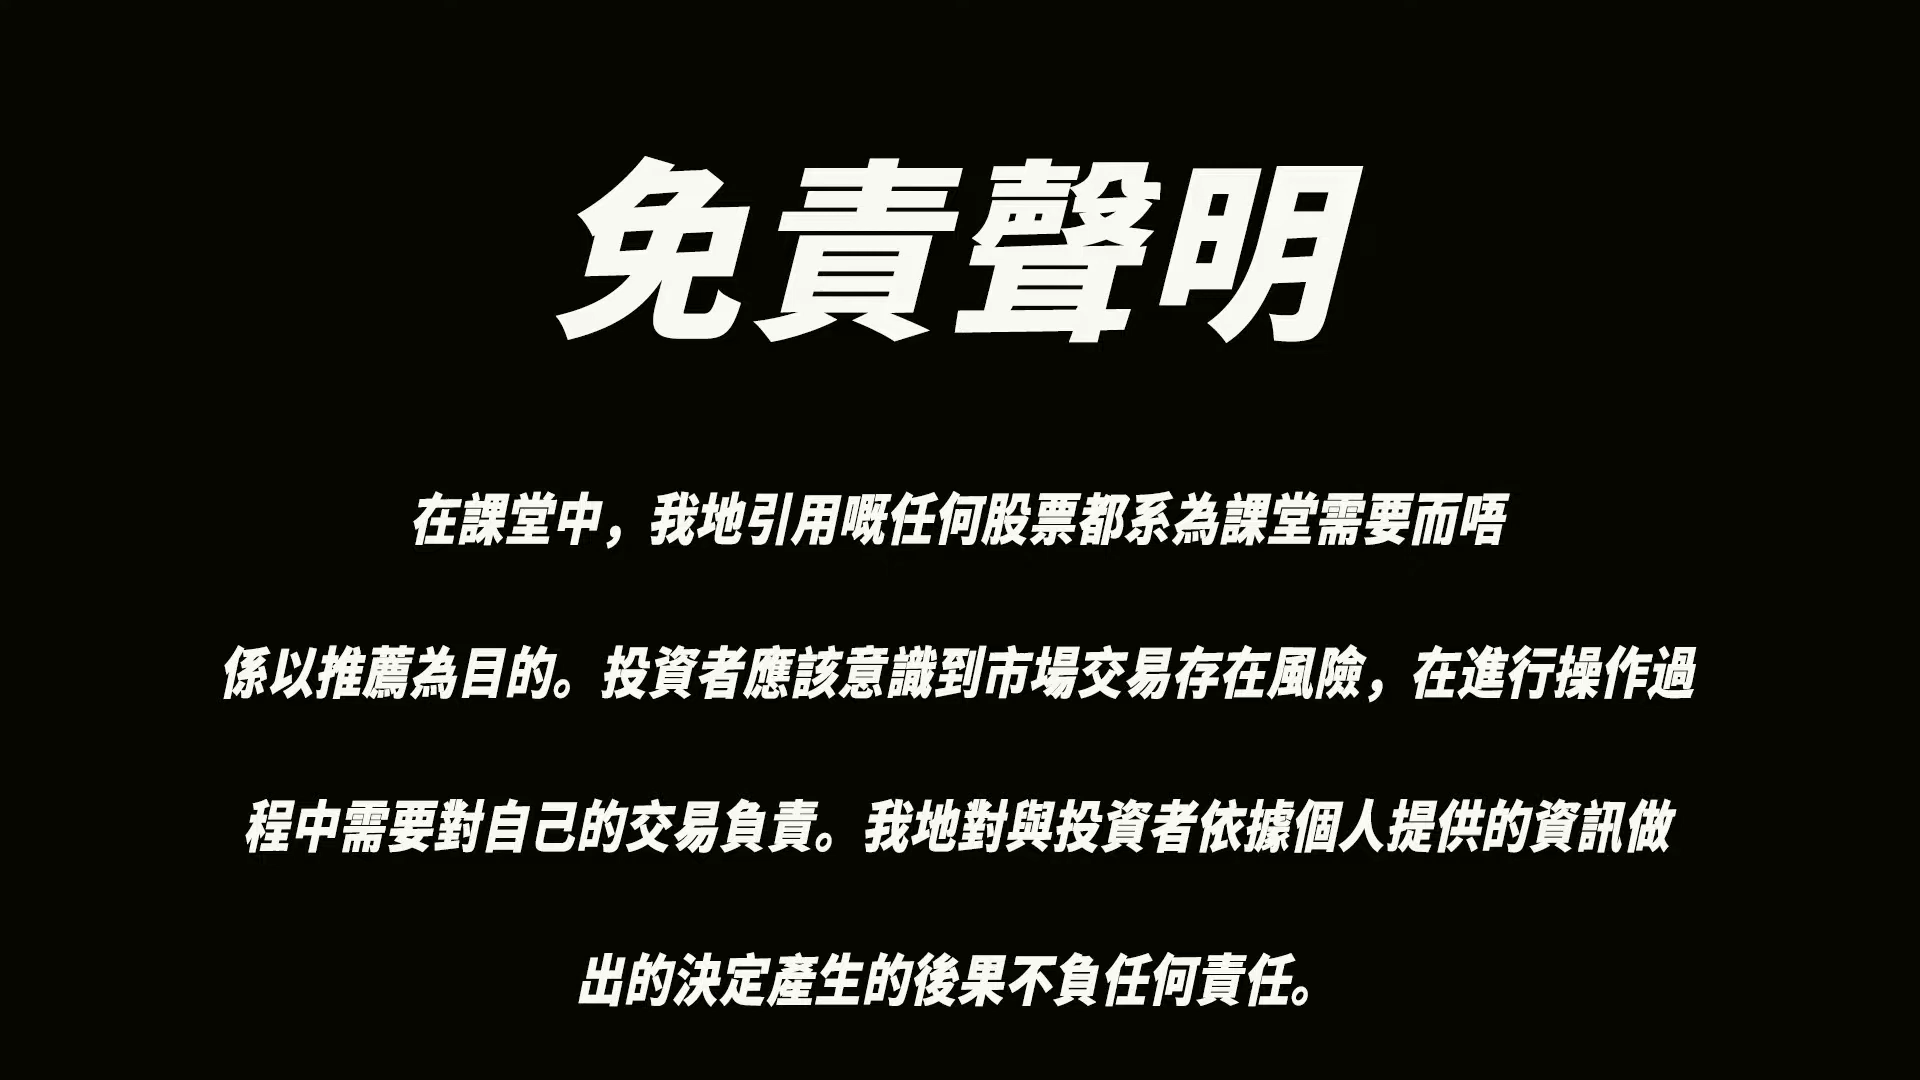 免責聲明
在課堂中，我地引用嘅任何股票都系為課堂需要而唔
係以推薦為目的。投資者應該意識到市場交易存在風險，在進行操作過
程中需要對自己的交易負責。我地對與投資者依據個人提供的資訊做
出的決定產生的後果不負任何責任。